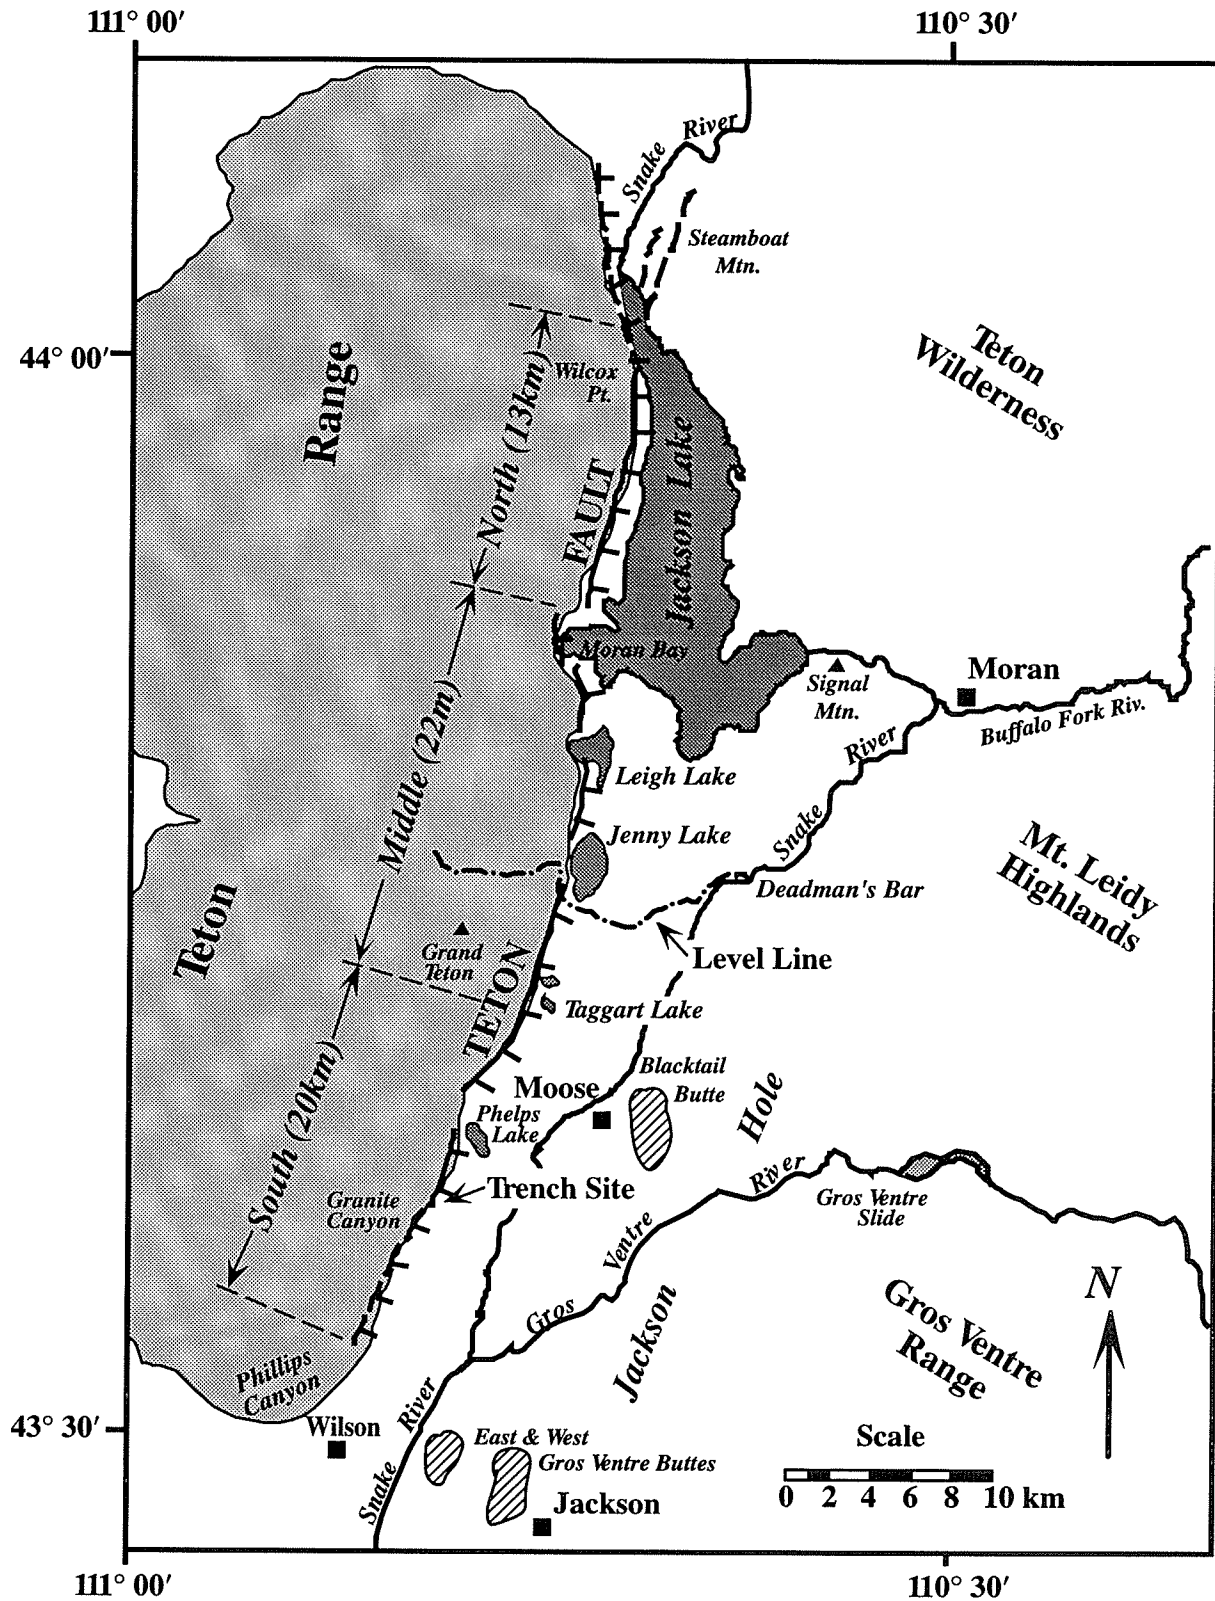 111° 00′
110° 30′
Snake River
Steamboat
Mtn.
44° 00′
Teton
Wilderness
Range
Wilcox
Pt.
North (13km)
FAULT
Jackson Lake
Moran Bay
Moran
Signal
Mtn.
Buffalo Fork Riv.
River
Leigh Lake
Middle (22m)
Jenny Lake
Snake
Mt. Leidy
Highlands
Deadman's Bar
Teton
Grand
Teton
Level Line
TETON
Taggart Lake
South (20km)
Blacktail
Butte
Moose
Hole
Phelps
Lake
River
Trench Site
Granite
Canyon
Gros Ventre
Slide
Ventre
N
Gros
Gros Ventre
Range
Jackson
Phillips
Canyon
River
43° 30′
Wilson
East & West
Gros Ventre Buttes
Scale
Snake
0 2 4 6 8 10 km
Jackson
111° 00′
110° 30′